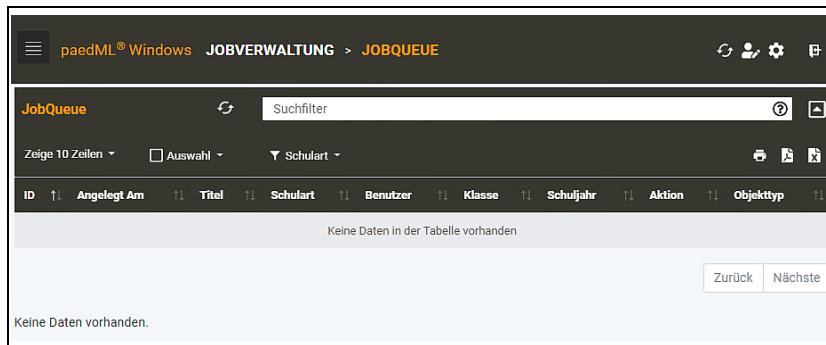 paedML® Windows JOBVERWALTUNG > JOBQUEUE
JobQueue Suchfilter
Zeige 10 Zeilen Auswahl Schulart
ID Angelegt Am Titel Schulart Benutzer Klasse Schuljahr Aktion Objekttyp
Keine Daten in der Tabelle vorhanden
Zurück Nächste
Keine Daten vorhanden.